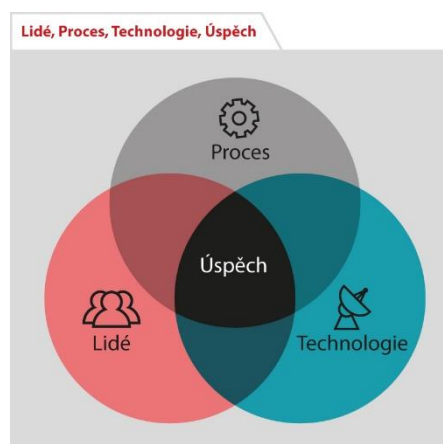 Lidé, Proces, Technologie, Úspěch
Proces
Úspěch
Lidé
Technologie